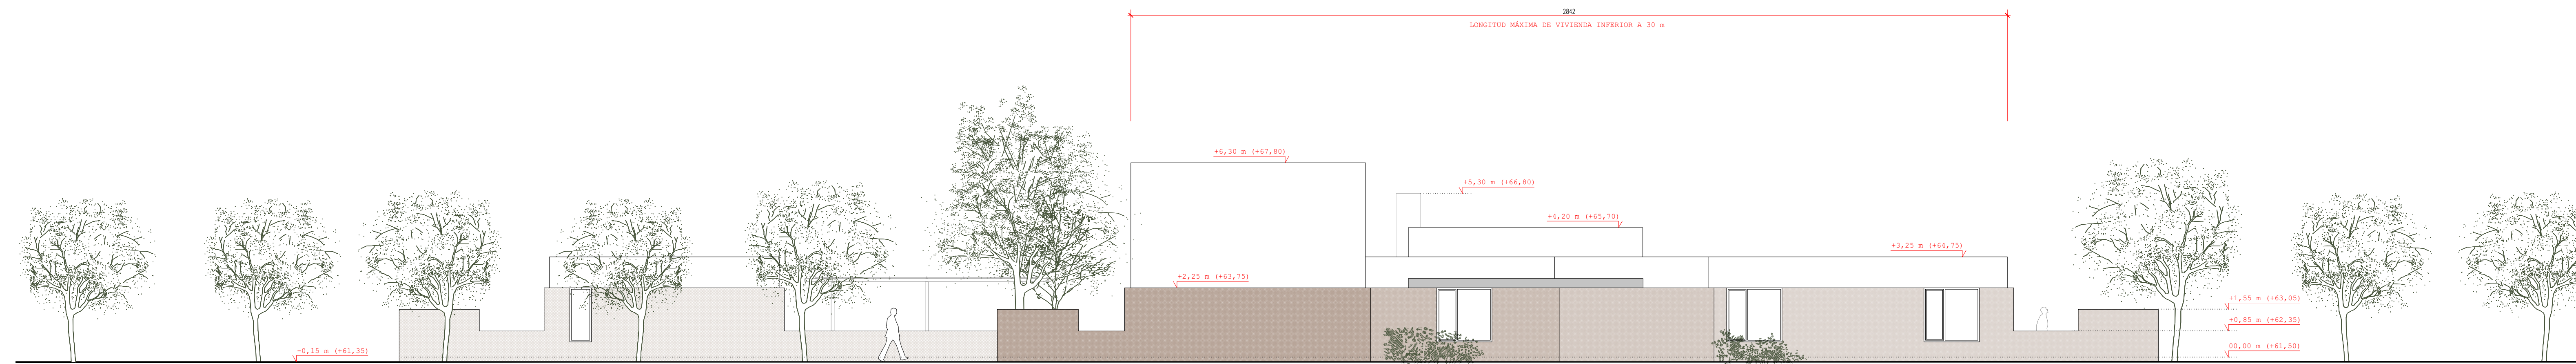 2842
LONGITUD MÁXIMA DE VIVIENDA INFERIOR A 30 m
+6,30 m (+67,80)
+5,30 m (+66,80)
+4,20 m (+65,70)
+3,25 m (+64,75)
+2,25 m (+63,75)
+1,55 m (+63,05)
+0,85 m (+62,35)
-0,15 m (+61,35)
00,00 m (+61,50)